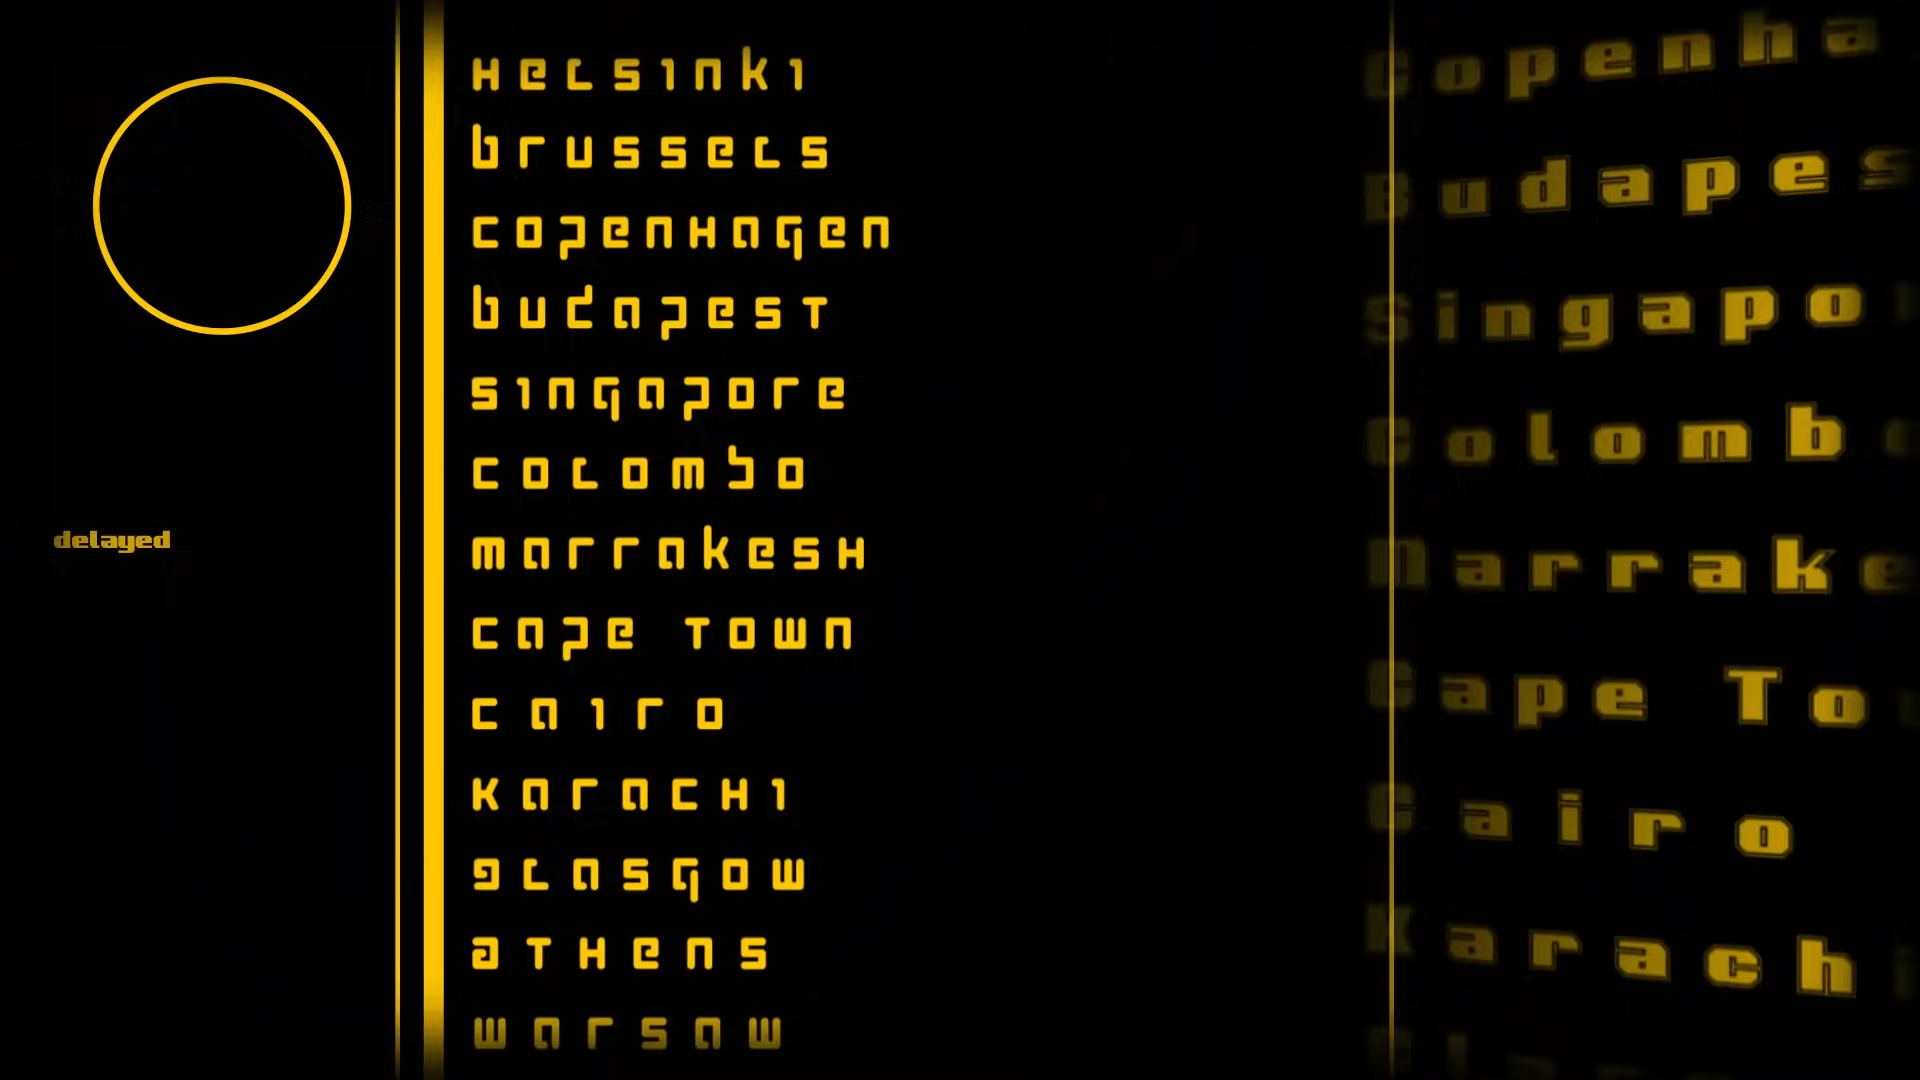 delayed
Helsinki
brussels
copenhagen
budapest
singapore
colombo
marrakesh
cape town
cairo
karachi
glasgow
athens
warsaw
Copenha
Budapes
Singapo
Colomb
Marrake
Cape To
Cairo
Karachi